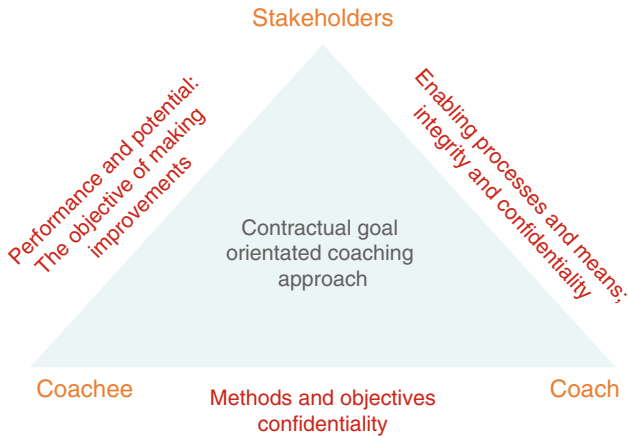 Stakeholders
Performance and potential:
The objective of making
improvements
Enabling processes and means;
integrity and confidentiality
Contractual goal
orientated coaching
approach
Coachee
Coach
Methods and objectives
confidentiality